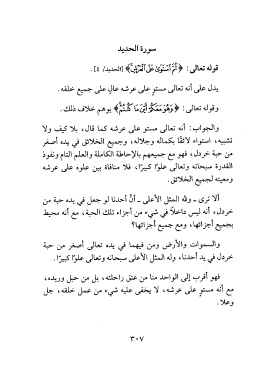 سورة الحديد
قوله تعالى: ﴿ ثُمَّ اسْتَوَىٰ عَلَى الْعَرْشِ ﴾ [الحديد/ ٤].
يدل على أنه تعالى مستو على عرشه عالٍ على جميع خلقه.
وقوله تعالى: ﴿ وَهُوَ مَعَكُمْ أَيْنَ مَا كُنتُمْ ﴾ يوهم خلاف ذلك.
والجواب: أنه تعالى مستو على عرشه كما قال، بلا كيف ولا
تشبيه، استواء لائقًا بكماله وجلاله، وجميع الخلائق في يده أصغر
من حبة خردل، فهو مع جميعهم بالإحاطة الكاملة والعلم التام ونفوذ
القدرة سبحانه وتعالى علوًا كبيرًا، فلا منافاة بين علوه على عرشه
ومعيته لجميع الخلائق.
ألا ترى ــ ولله المثل الأعلى ــ أنَّ أحدنا لو جعل في يده حبة من
خردل، أنه ليس داخلاً في شيء من أجزاء تلك الحبة، مع أنه محيط
بجميع أجزائها، ومع جميع أجزائها؟
والسموات والأرض ومن فيهما في يده تعالى أصغر من حبة
خردل في يد أحدنا، وله المثل الأعلى سبحانه وتعالى علوًا كبيرًا.
فهو أقرب إلى الواحد منا من عنق راحلته، بل من حبل وريده،
مع أنه مستوٍ على عرشه، لا يخفى عليه شيء من عمل خلقه، جل
وعلا.
٣٠٧